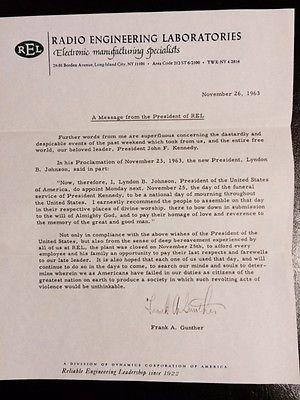 REL
RADIO ENGINEERING LABORATORIES
Electronic manufacturing specialists
29-01 Borden Avenue, Long Island City, NY 11101 • Area Code 212 ST 6-2100 • TWX-NY 4-2816
November 26, 1963
A Message from the President of REL
Further words from me are superfluous concerning the dastardly and
despicable events of the past weekend which took from us, and the entire free
world, our beloved leader, President John F. Kennedy.
In his Proclamation of November 23, 1963, the new President, Lyndon
B. Johnson, said in part:
"Now, therefore, I, Lyndon B. Johnson, President of the United States
of America, do appoint Monday next, November 25, the day of the funeral
service of President Kennedy, to be a national day of mourning throughout
the United States. I earnestly recommend the people to assemble on that day
in their respective places of divine worship, there to bow down in submission
to the will of Almighty God, and to pay their homage of love and reverence to
the memory of the great and good man."
Not only in compliance with the above wishes of the President of the
United States, but also from the sense of deep bereavement experienced by
all of us at REL, the plant was closed on November 25th, to afford every
employee and his family an opportunity to pay their last respects and farewells
to our late leader. It is also hoped that each one of us used that day, and will
continue to do so in the days to come, to search our minds and souls to deter-
mine wherein we as Americans have failed in our duties as citizens of the
greatest nation on earth to produce a society in which such revolting acts of
violence would be unthinkable.
Frank A. Gunther
Frank A. Gunther
A DIVISION OF DYNAMICS CORPORATION OF AMERICA
Reliable Engineering Leadership since 1922